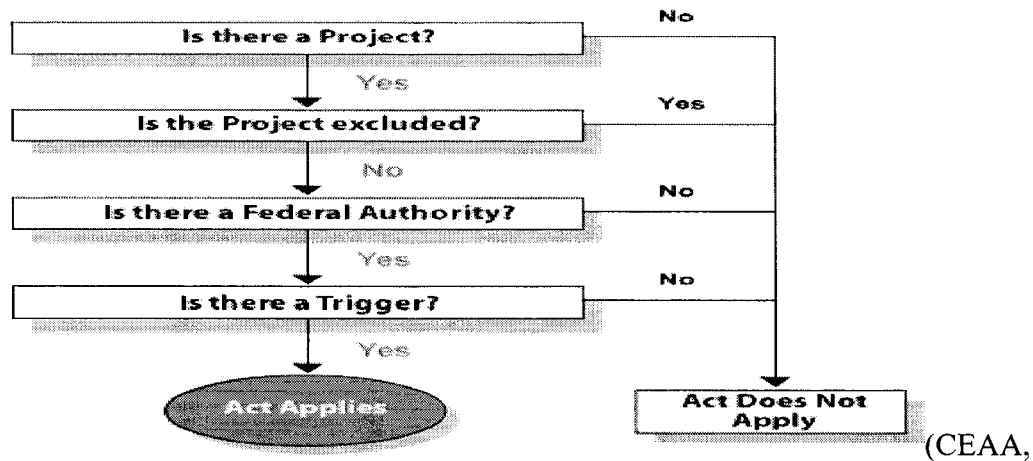 No
Is there a Project?
Yes
Yes
Is the Project excluded?
No
No
Is there a Federal Authority?
Yes
No
Is there a Trigger?
Yes
Act Applies
Act Does Not
Apply
(CEAA,